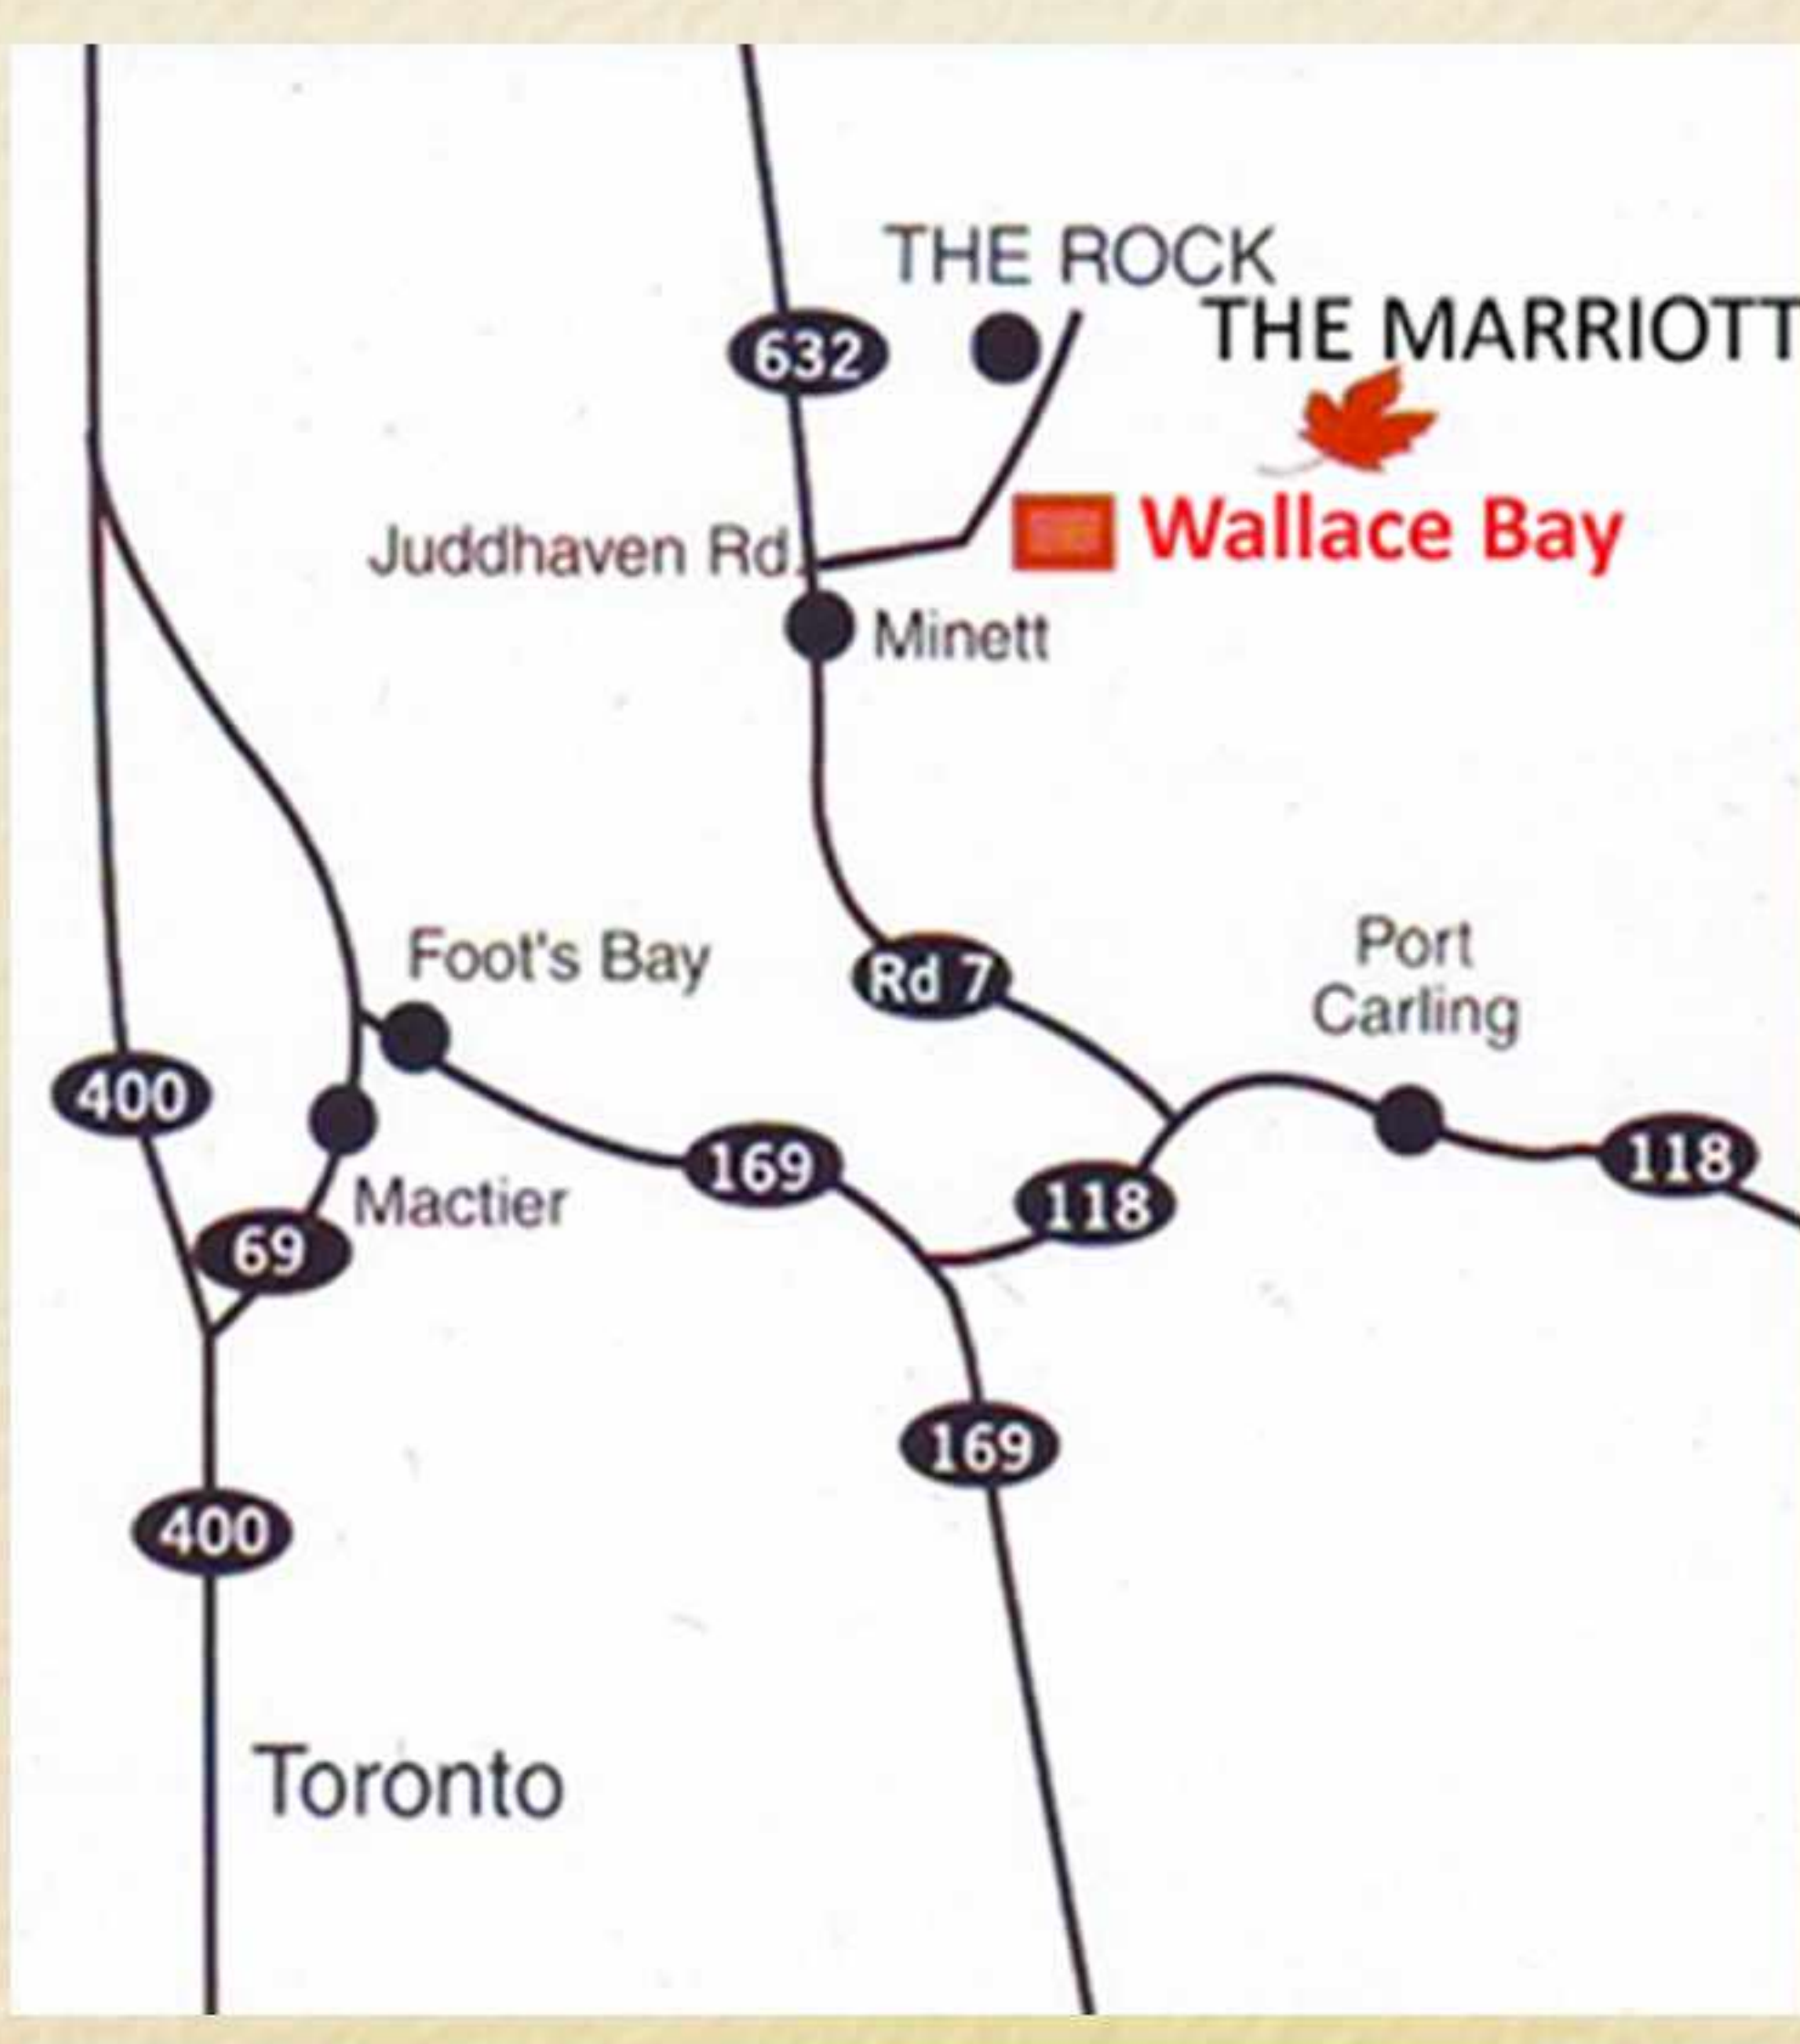 THE ROCK
THE MARRIOTT
632
Wallace Bay
Juddhaven Rd.
Minett
Foot's Bay
Rd 7
Port
Carling
400
169
118
118
Mactier
69
169
400
Toronto